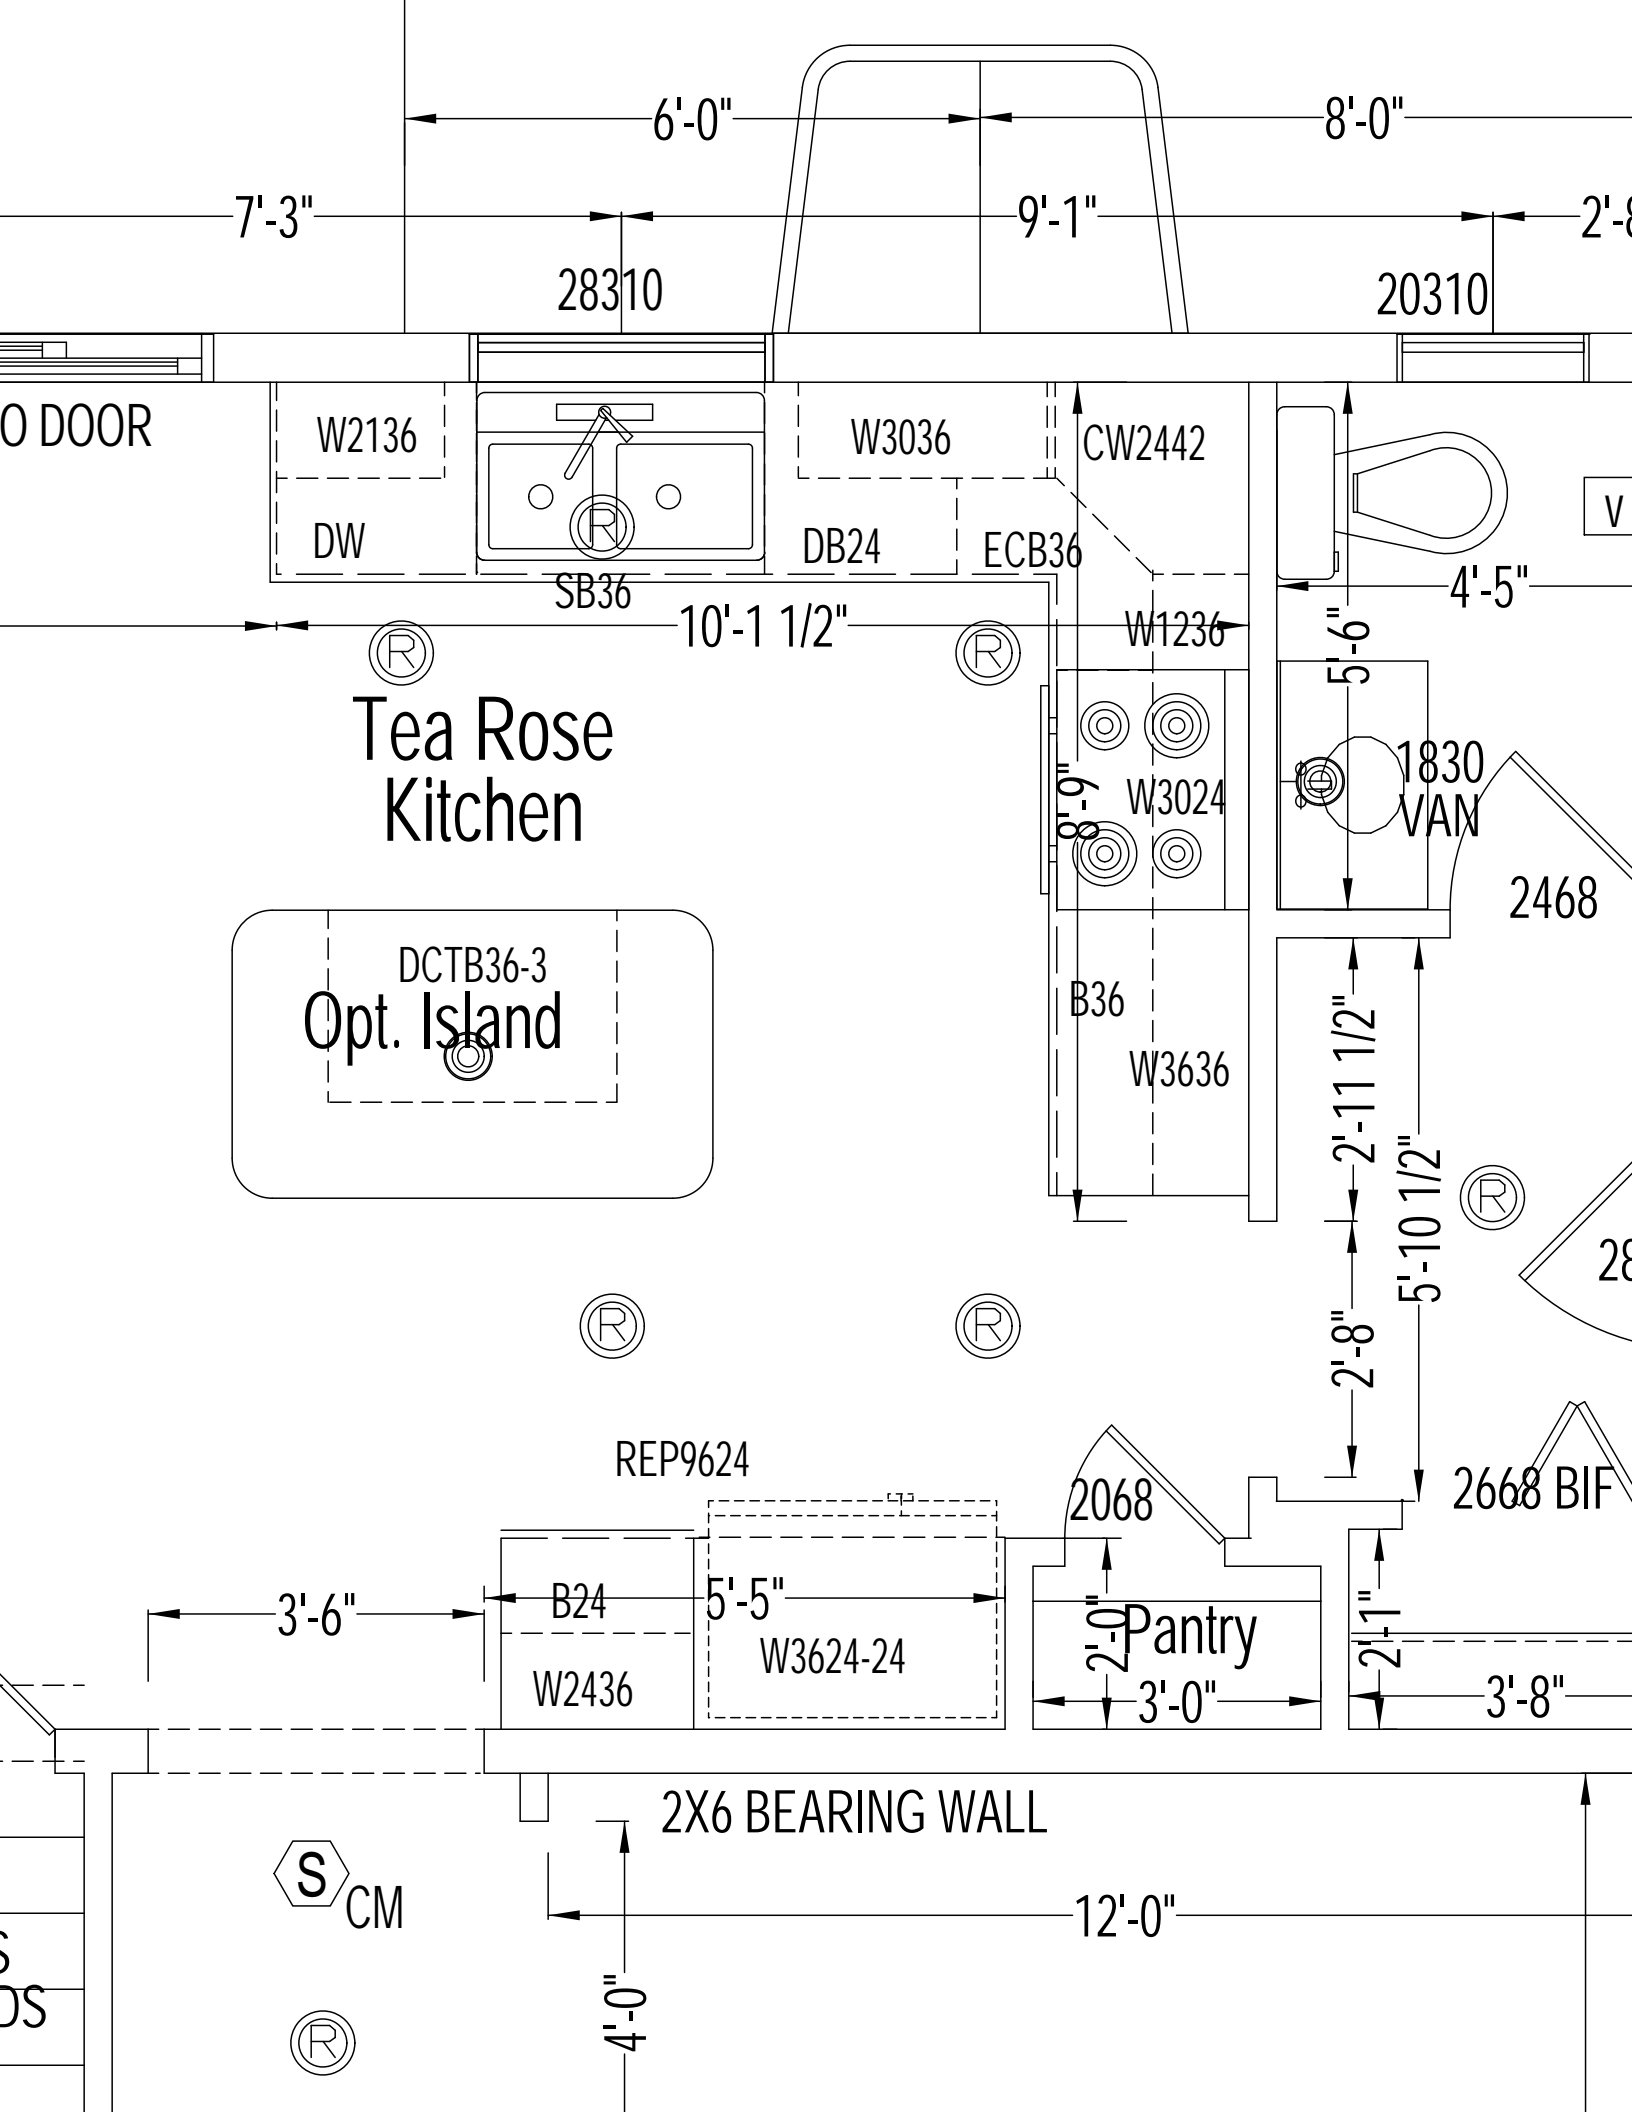 6'-0"
8'-0"
7'-3"
9'-1"
2'-8
28310
20310
O DOOR
W2136
W3036
CW2442
V
DW
R
DB24
ECB36
SB36
4'-5"
10'-1 1/2"
W1236
5'-6"
R
R
Tea Rose
Kitchen
8'-9"
W3024
1830
VAN
2468
DCTB36-3
Opt. Island
B36
W3636
2'-11 1/2"
5'-10 1/2"
R
28
2'-8"
R
R
REP9624
2068
2668 BIF
3'-6"
B24
5'-5"
2'-0"
Pantry
2'-1"
W3624-24
W2436
3'-0"
3'-8"
2X6 BEARING WALL
S
CM
12'-0"
S
DS
4'-0"
R